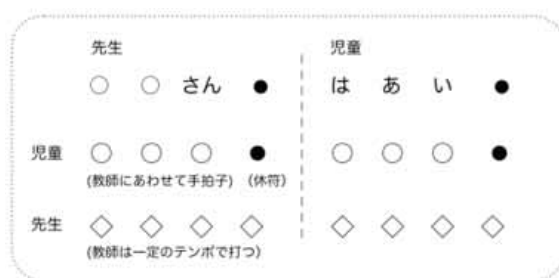 先生 児童
○ ○ さん ● は あ い ●
児童 ○ ○ ○ ● ○ ○ ○ ●
(教師にあわせて手拍子) (休符)
先生 ◇ ◇ ◇ ◇ ◇ ◇ ◇ ◇
(教師は一定のテンポで打つ)